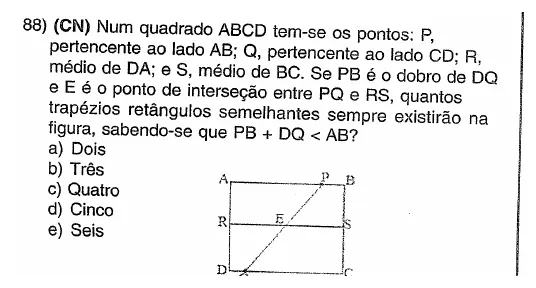 88) (CN) Num quadrado ABCD tem-se os pontos: P,
pertencente ao lado AB; Q, pertencente ao lado CD; R,
médio de DA; e S, médio de BC. Se PB é o dobro de DQ
e E é o ponto de interseção entre PQ e RS, quantos
trapézios retângulos semelhantes sempre existirão na
figura, sabendo-se que PB + DQ < AB?
a) Dois
b) Três
c) Quatro
d) Cinco
e) Seis
A P B
R E S
D C